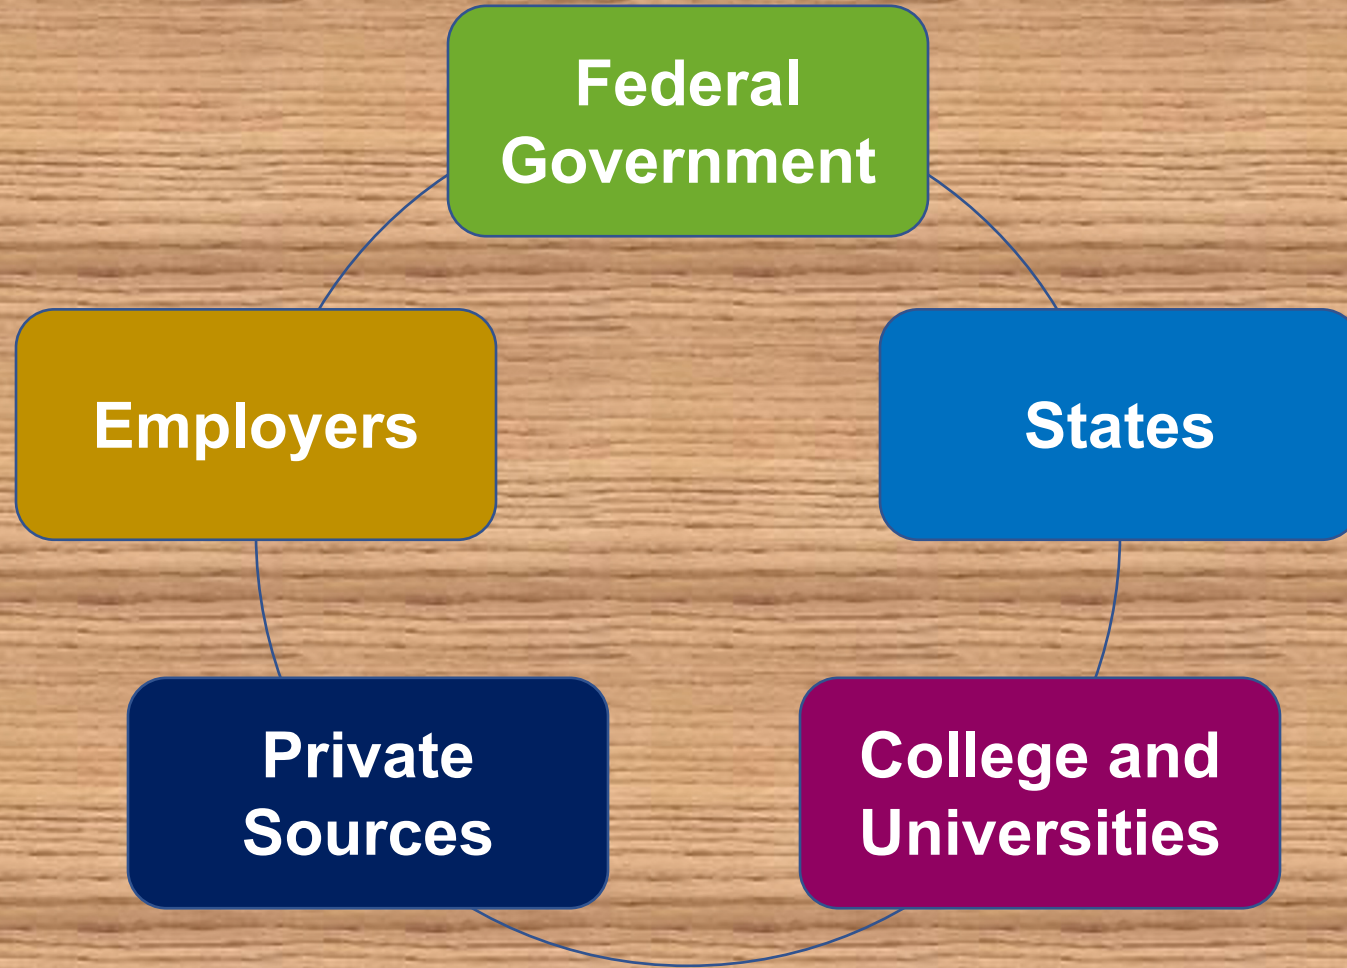 Federal
Government
Employers
States
Private
Sources
College and
Universities